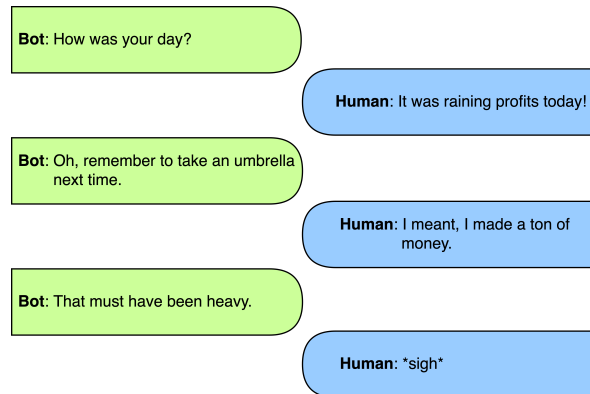 Bot: How was your day?
Human: It was raining profits today!
Bot: Oh, remember to take an umbrella
next time.
Human: I meant, I made a ton of
money.
Bot: That must have been heavy.
Human: *sigh*